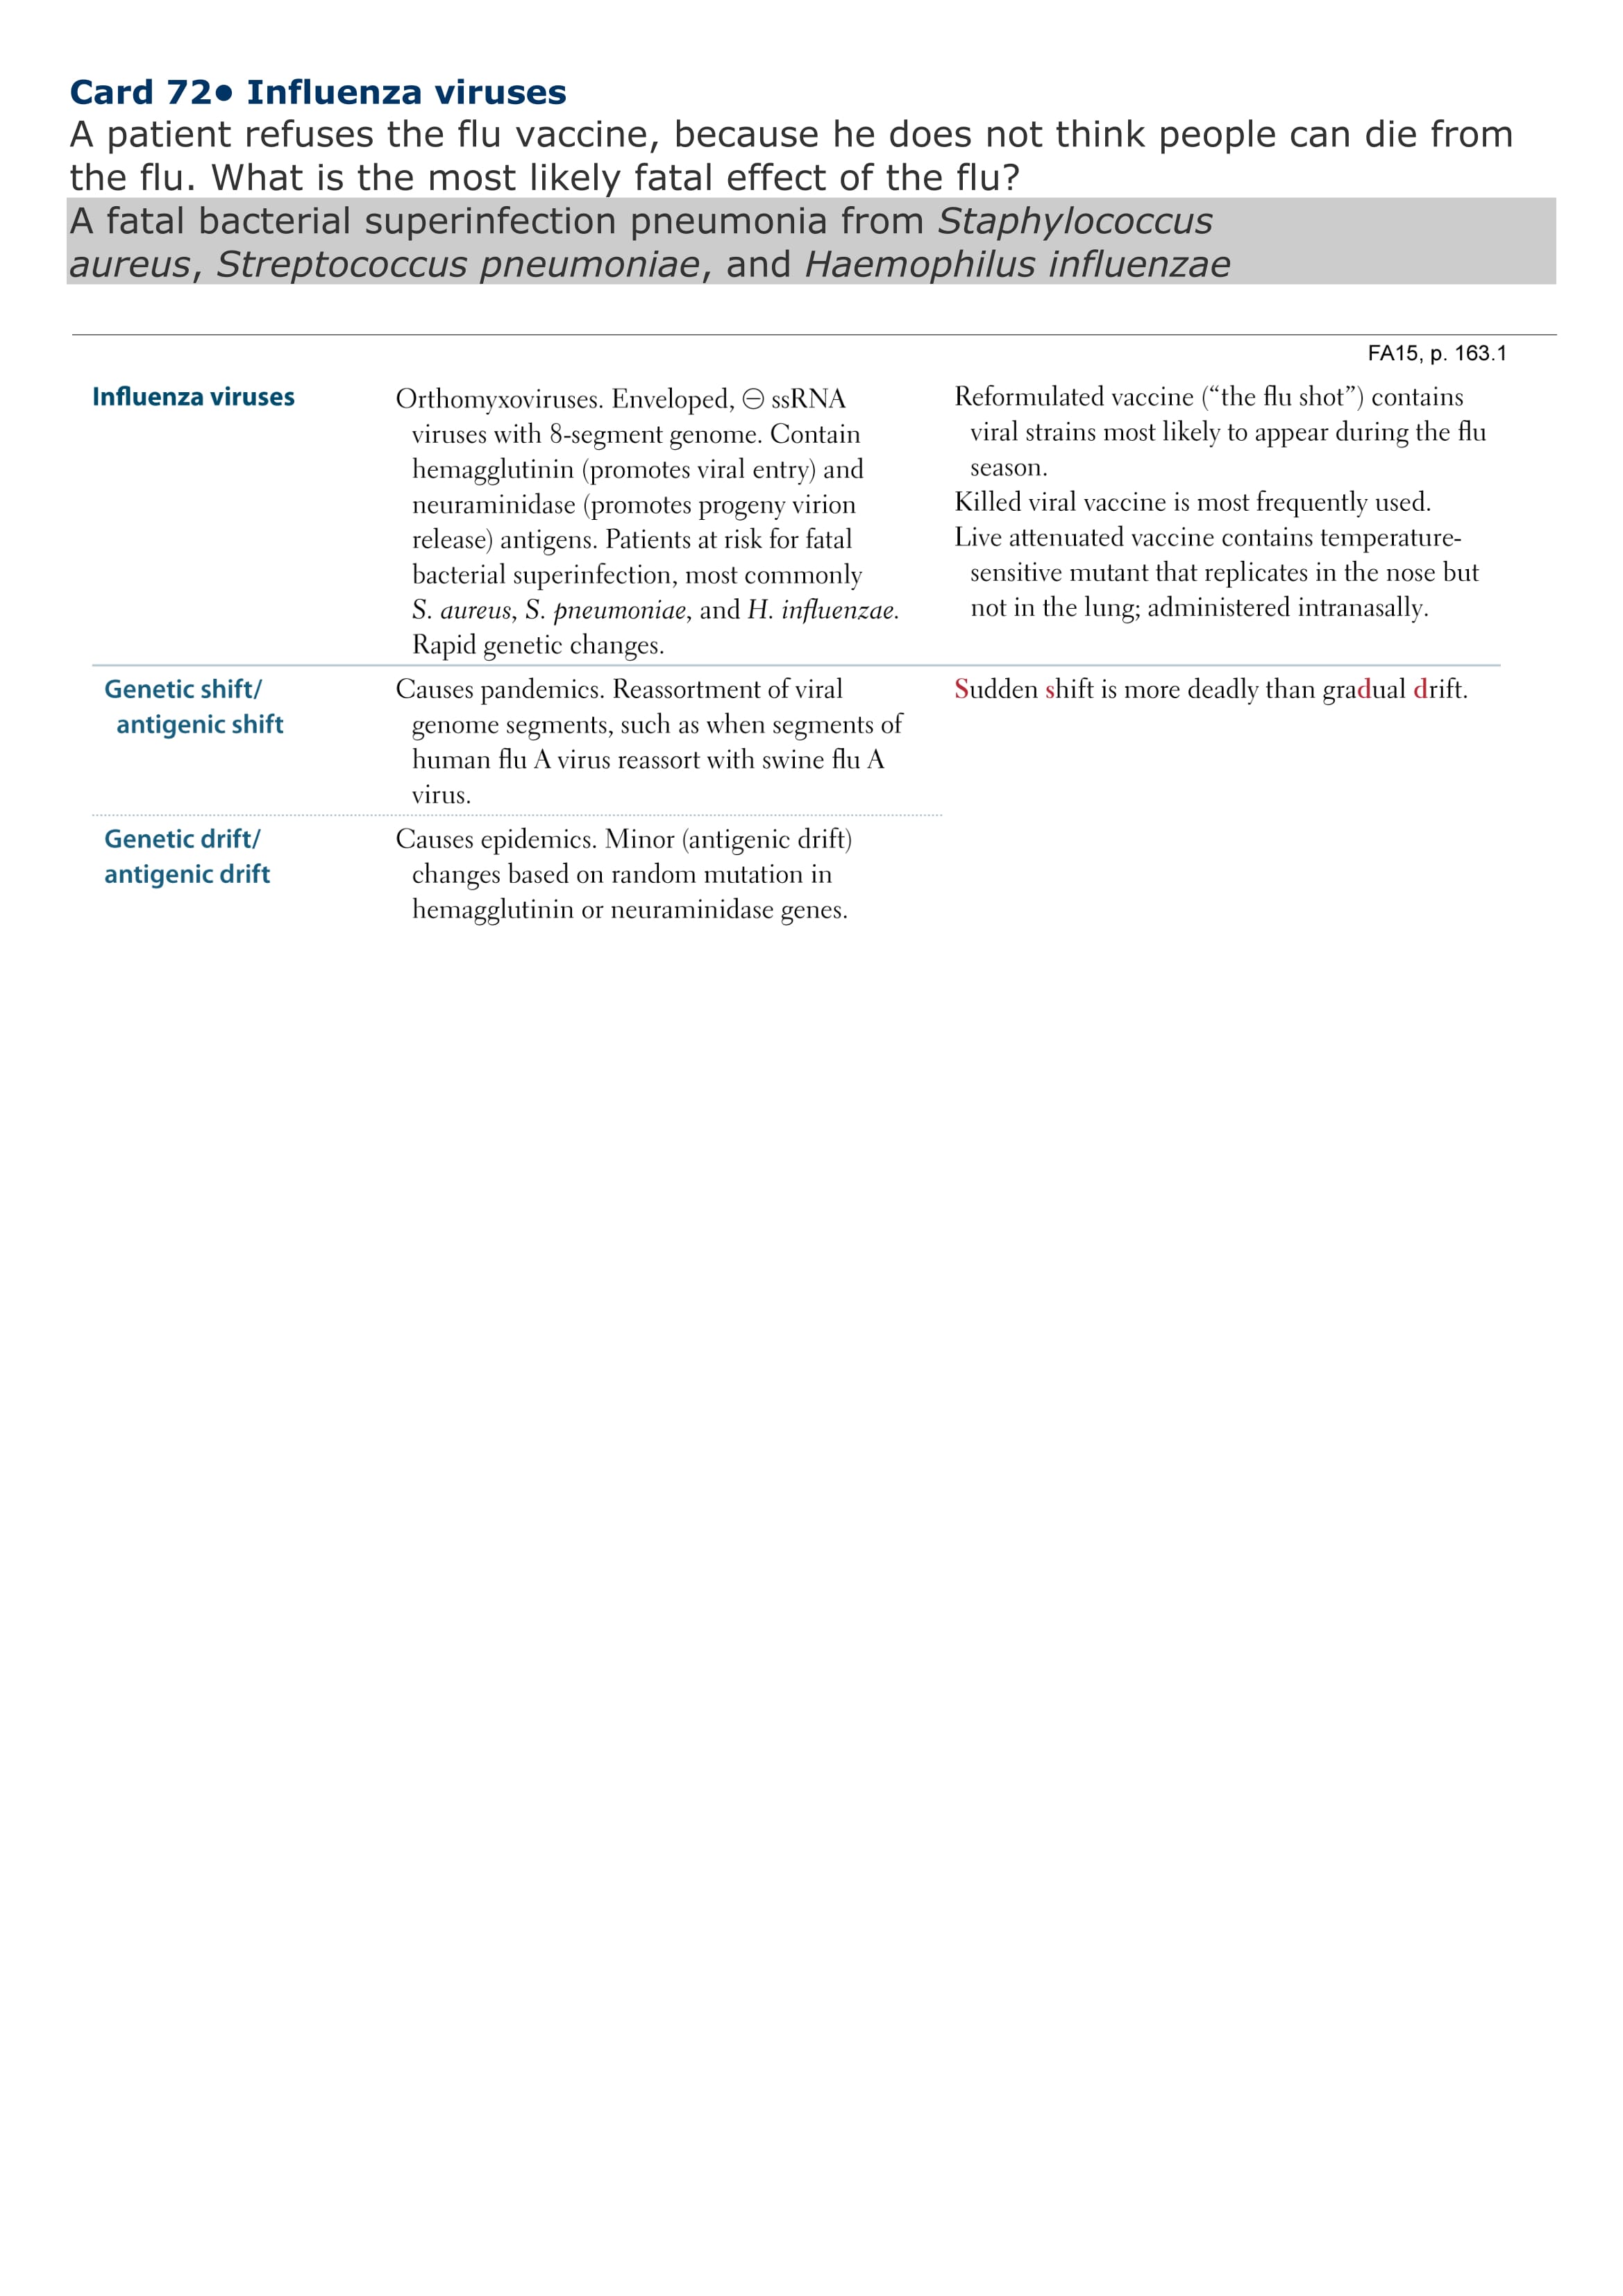 Card 72● Influenza viruses
A patient refuses the flu vaccine, because he does not think people can die from
the flu. What is the most likely fatal effect of the flu?
A fatal bacterial superinfection pneumonia from Staphylococcus
aureus, Streptococcus pneumoniae, and Haemophilus influenzae
FA15, p. 163.1
Influenza viruses
Orthomyxoviruses. Enveloped, ⊖ ssRNA
viruses with 8-segment genome. Contain
hemagglutinin (promotes viral entry) and
neuraminidase (promotes progeny virion
release) antigens. Patients at risk for fatal
bacterial superinfection, most commonly
S. aureus, S. pneumoniae, and H. influenzae.
Rapid genetic changes.
Reformulated vaccine (“the flu shot”) contains
viral strains most likely to appear during the flu
season.
Killed viral vaccine is most frequently used.
Live attenuated vaccine contains temperature-
sensitive mutant that replicates in the nose but
not in the lung; administered intranasally.
Genetic shift/
antigenic shift
Causes pandemics. Reassortment of viral
genome segments, such as when segments of
human flu A virus reassort with swine flu A
virus.
Sudden shift is more deadly than gradual drift.
Genetic drift/
antigenic drift
Causes epidemics. Minor (antigenic drift)
changes based on random mutation in
hemagglutinin or neuraminidase genes.